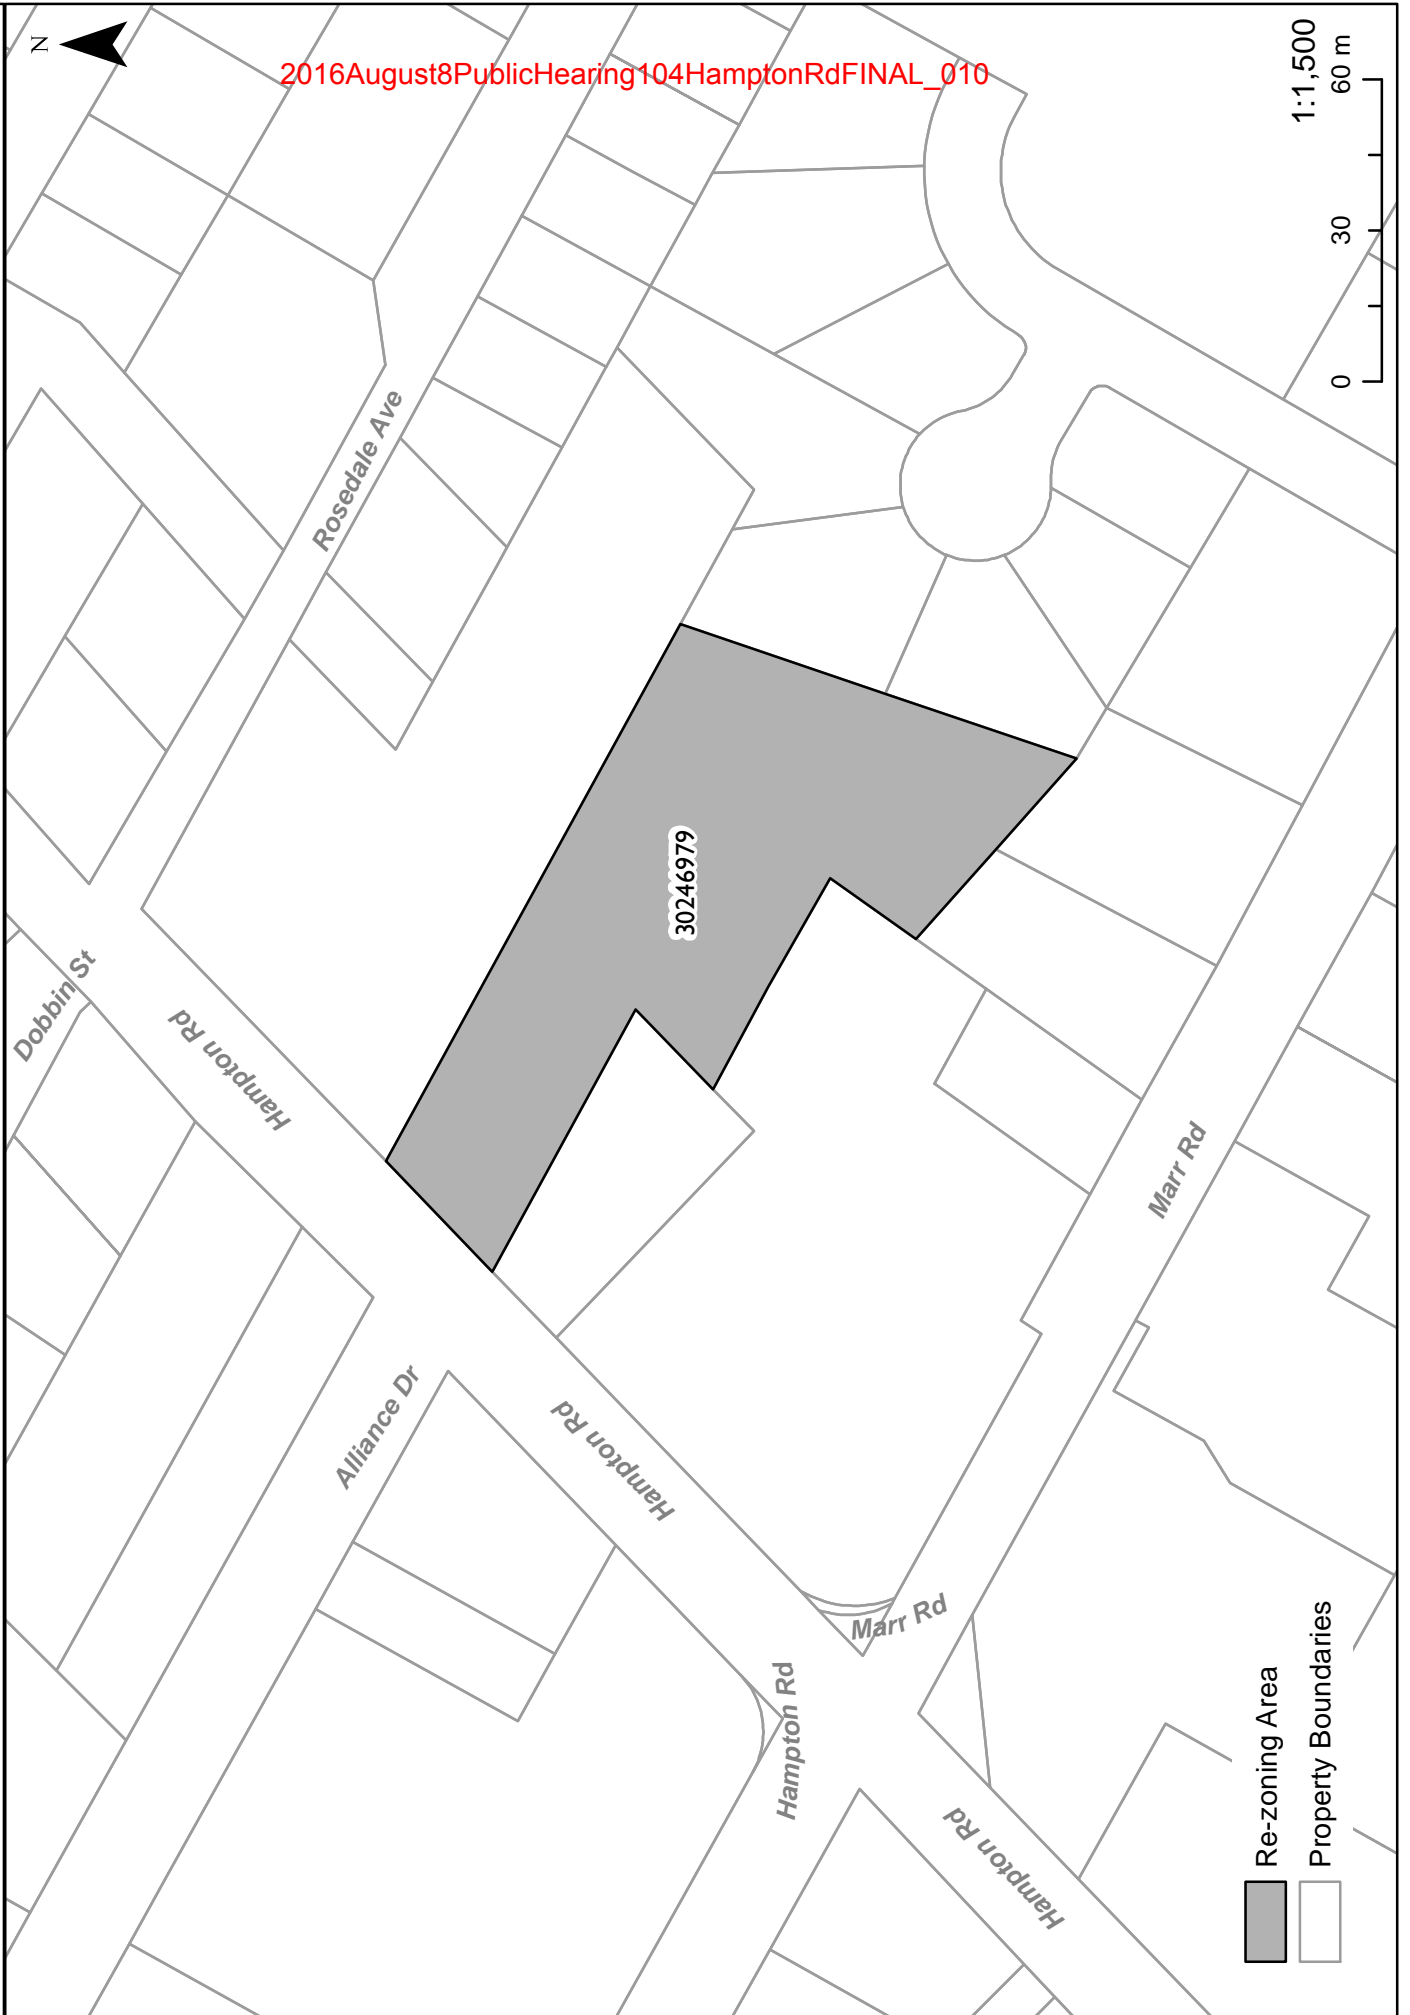 N
2016August8PublicHearing104HamptonRdFINAL_010
1:1,500
0 30 60 m
Rosedale Ave
Dobbin St
Hampton Rd
30246979
Alliance Dr
Hampton Rd
Marr Rd
Marr Rd
Hampton Rd
Hampton Rd
Re-zoning Area
Property Boundaries